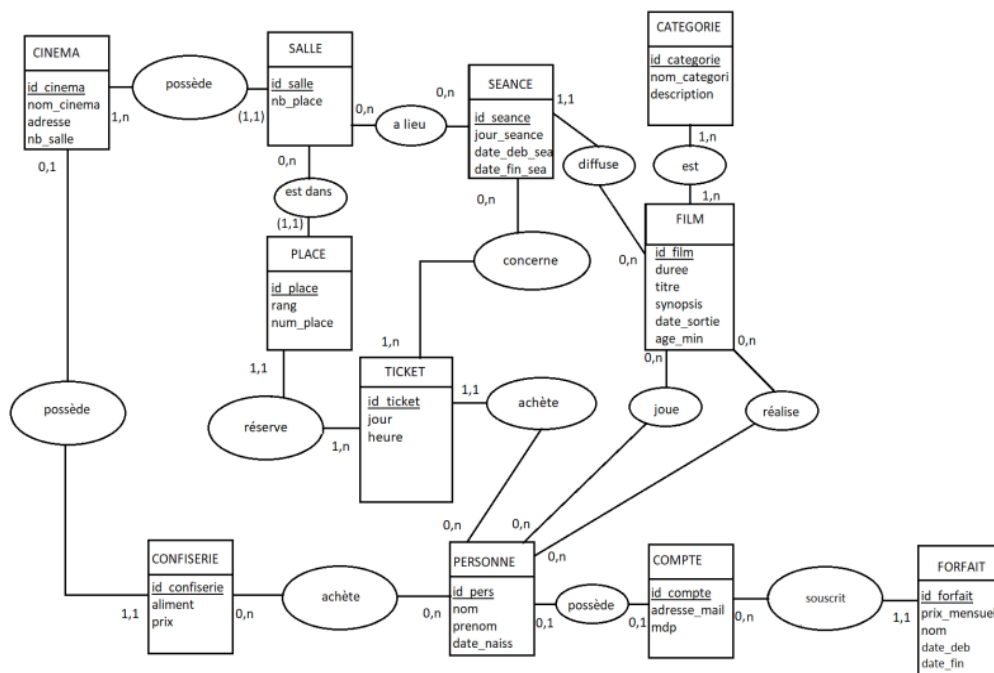 CINEMA
id_cinema
nom_cinema
adresse
nb_salle
1,n
0,1
possède
(1,1)
SALLE
id_salle
nb_place
0,n
0,n
a lieu
0,n
SEANCE
id_seance
jour_seance
date_deb_sea
date_fin_sea
1,1
0,n
diffuse
0,n
CATEGORIE
id_categorie
nom_categori
description
1,n
est
1,n
FILM
id_film
duree
titre
synopsis
date_sortie
age_min
0,n
0,n
est dans
(1,1)
PLACE
id_place
rang
num_place
1,1
concerne
1,n
réserve
1,n
TICKET
id_ticket
jour
heure
1,1
achète
0,n
joue
0,n
réalise
0,n
possède
1,1
CONFISERIE
id_confiserie
aliment
prix
0,n
achète
0,n
PERSONNE
id_pers
nom
prenom
date_naiss
0,1
possède
0,1
COMPTE
id_compte
adresse_mail
mdp
0,n
souscrit
1,1
FORFAIT
id_forfait
prix_mensuel
nom
date_deb
date_fin